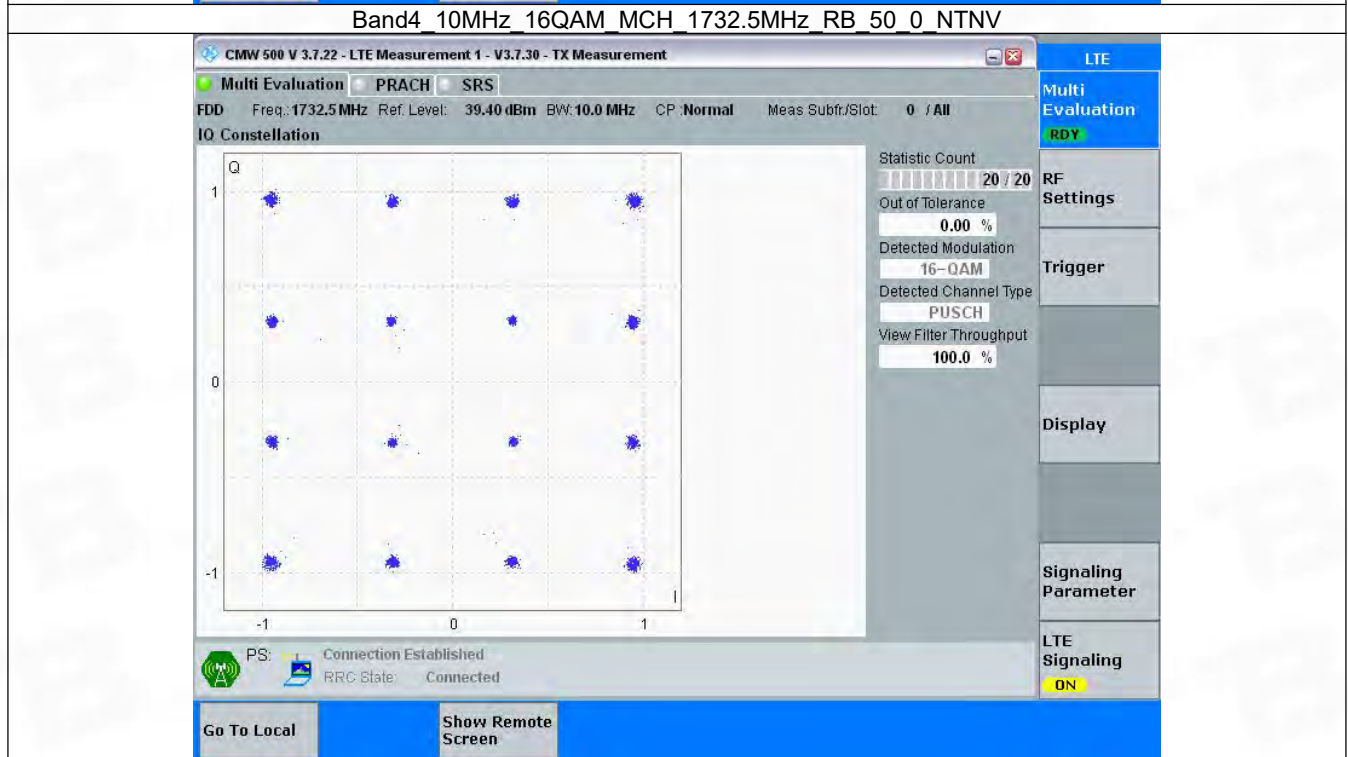 Band4_10MHz_16QAM_MCH_1732.5MHz_RB_50_0_NTNV
CMW 500 V 3.7.22 - LTE Measurement 1 - V3.7.30 - TX Measurement
LTE
Multi Evaluation PRACH SRS
FDD Freq.:1732.5 MHz Ref. Level: 39.40 dBm BW:10.0 MHz CP :Normal Meas Subfr./Slot: 0 / All
IQ Constellation
Q
1
0
-1
I
-1 0 1
Statistic Count
20 / 20
Out of Tolerance
0.00 %
Detected Modulation
16-QAM
Detected Channel Type
PUSCH
View Filter Throughput
100.0 %
Multi
Evaluation
RDY
RF
Settings
Trigger
Display
Signaling
Parameter
LTE
Signaling
ON
PS: Connection Established
RRC State: Connected
Go To Local
Show Remote
Screen